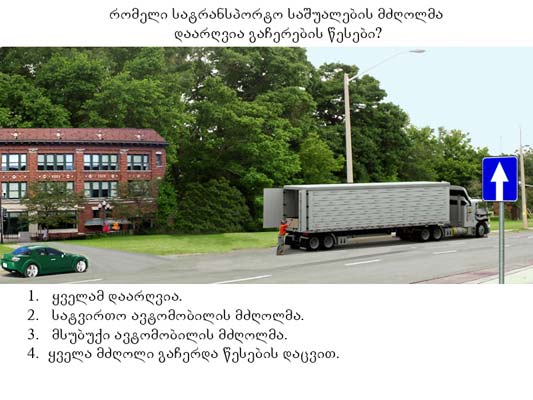 რომელი სატრანსპორტო საშუალების მძღოლმა
დაარღვია გაჩერების წესები?
1. ყველამ დაარღვია.
2. სატვირთო ავტომობილის მძღოლმა.
3. მსუბუქი ავტომობილის მძღოლმა.
4. ყველა მძღოლი გაჩერდა წესების დაცვით.